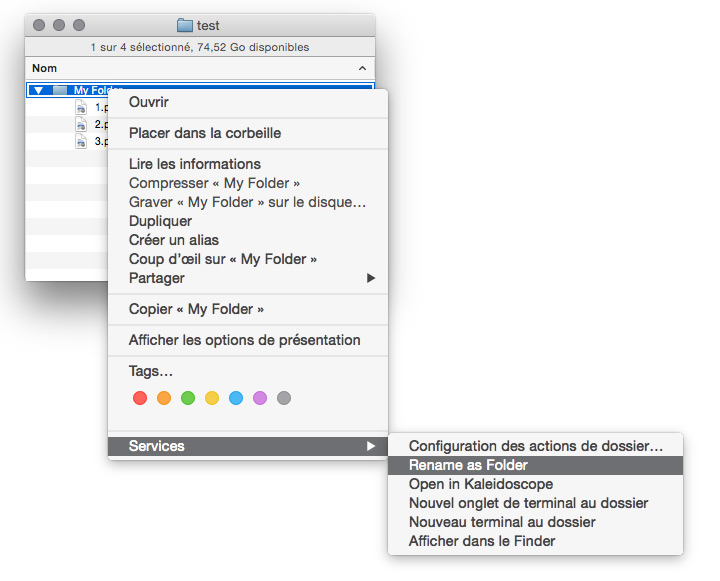 test
1 sur 4 sélectionné, 74,52 Go disponibles
Nom
My Folder
1.p
2.p
3.p
Ouvrir
Placer dans la corbeille
Lire les informations
Compresser « My Folder »
Graver « My Folder » sur le disque…
Dupliquer
Créer un alias
Coup d’œil sur « My Folder »
Partager
Copier « My Folder »
Afficher les options de présentation
Tags…
Services
Configuration des actions de dossier…
Rename as Folder
Open in Kaleidoscope
Nouvel onglet de terminal au dossier
Nouveau terminal au dossier
Afficher dans le Finder